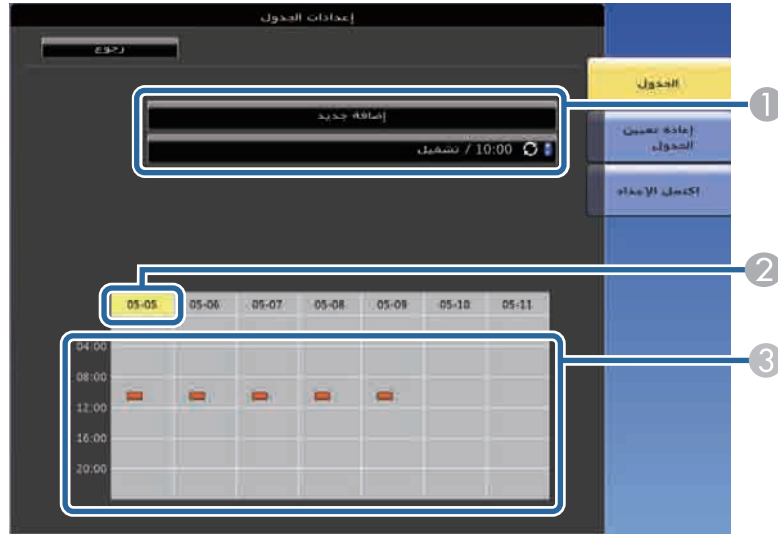 إعدادات الجدول
رجوع
الجدول
إعادة تعيين
الجدول
اكتمل الإعداد
إضافة جديد
10:00 / تشغيل
1
2
3
05-05 05-06 05-07 05-08 05-09 05-10 05-11
04:00
08:00
12:00
16:00
20:00